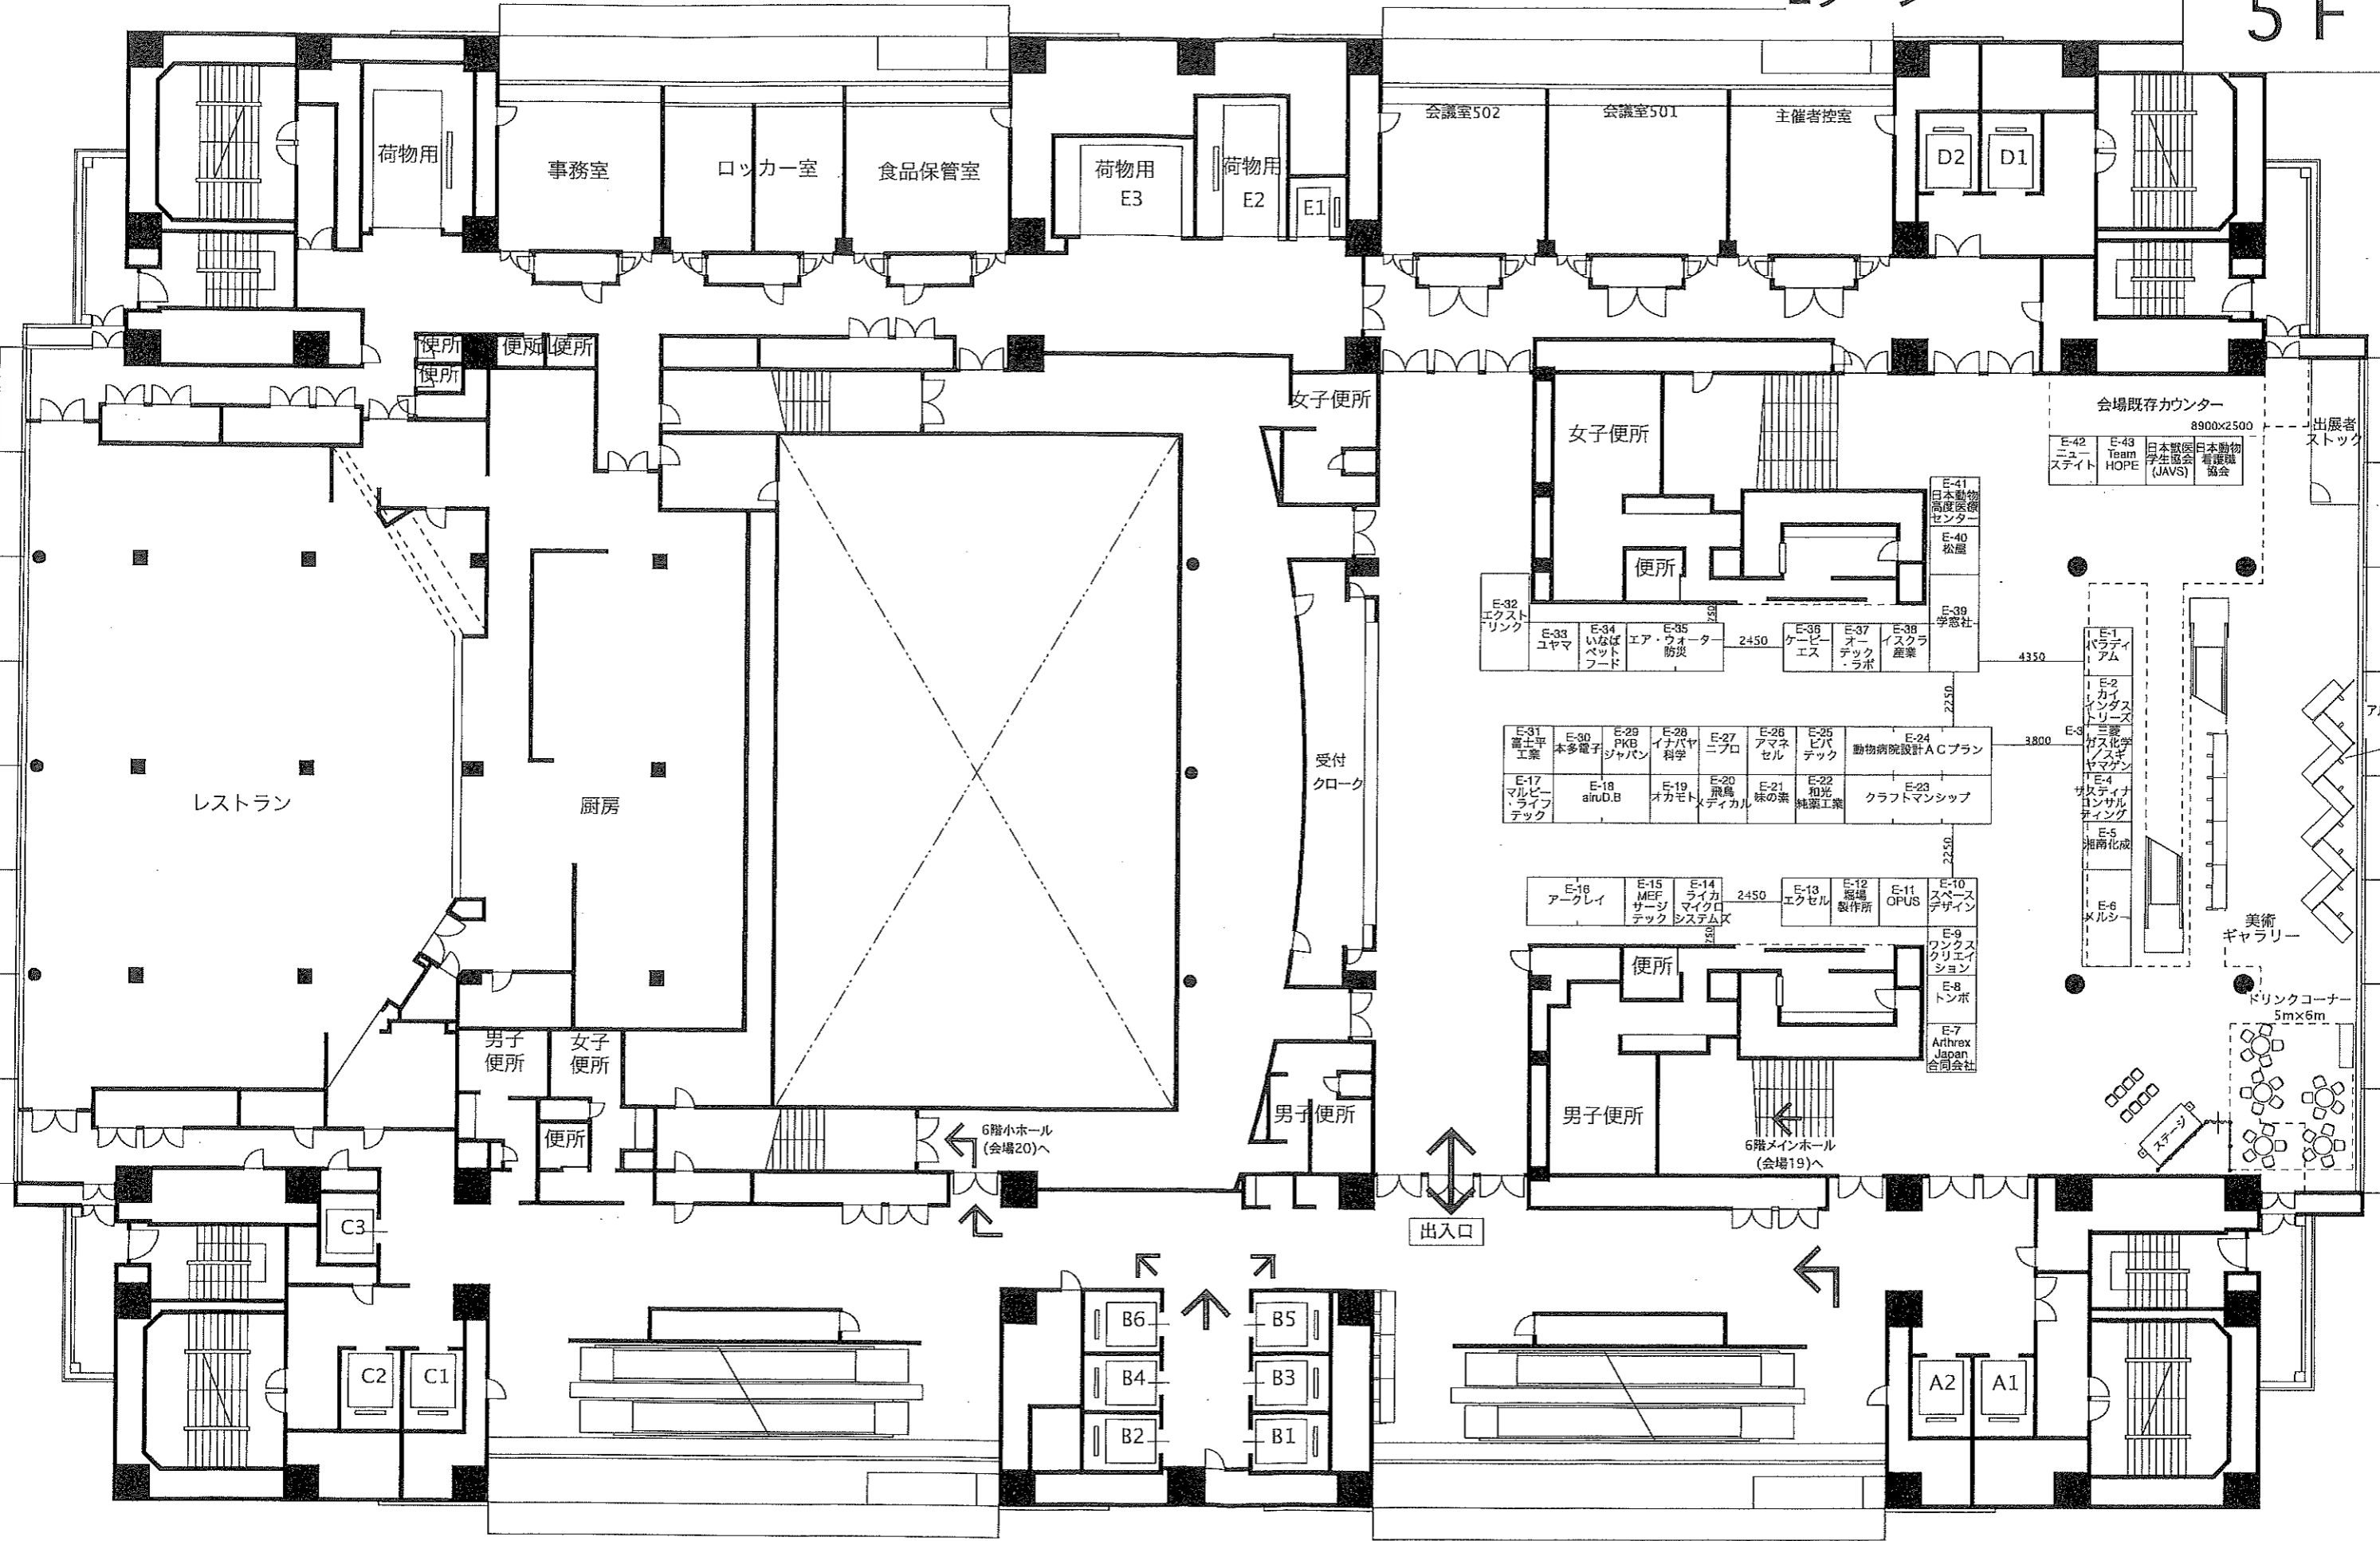 5F
荷物用
事務室
ロッカー室
食品保管室
荷物用
E3
荷物用
E2
E1
会議室502
会議室501
主催者控室
D2
D1
便所
便所
便所
便所
女子便所
女子便所
便所
会場既存カウンター
8900×2500
出展者
ストック
E-42
ニュー
ステイト
E-43
Team
HOPE
日本獣医
学生協会
(JAVS)
日本動物
看護職
協会
E-41
日本動物
高度医療
センター
E-40
松屋
E-39
学窓社
E-32
エクスト
リンク
E-33
ユヤマ
E-34
いなば
ペット
フード
E-35
エア・ウォーター
防災
750
2450
E-36
ケーピー
エス
E-37
オー
テック
・ラボ
E-38
イスクラ
産業
4350
2250
E-1
パラディ
アム
E-2
カイ
インダス
トリーズ
E-3
三菱
ガス化学
／スギ
ヤマゲン
E-4
サスティナ
コンサル
ティング
E-5
湘南化成
E-6
メルシー
3800
E-31
富士平
工業
E-30
本多電子
E-29
PKB
ジャパン
E-28
イナバヤ
科学
E-27
ニプロ
E-26
アマネ
セル
E-25
ビバ
テック
E-24
動物病院設計ACプラン
E-17
マルピー
・ライフ
テック
E-18
airuD.B
E-19
オカモト
E-20
飛鳥
メディカル
E-21
味の素
E-22
和光
純薬工業
E-23
クラフトマンシップ
2250
E-16
アークレイ
E-15
MEF
サージ
テック
E-14
ライカ
マイクロ
システムズ
2450
750
E-13
エクセル
E-12
堀場
製作所
E-11
OPUS
E-10
スペース
デザイン
E-9
ワンクス
クリエイ
ション
E-8
トンボ
E-7
Arthrex
Japan
合同会社
美術
ギャラリー
ドリンクコーナー
5m×6m
ステージ
受付
クローク
レストラン
厨房
男子
便所
女子
便所
便所
6階小ホール
(会場20)へ
男子便所
便所
男子便所
6階メインホール
(会場19)へ
出入口
C3
C2
C1
B6
B5
B4
B3
B2
B1
A2
A1